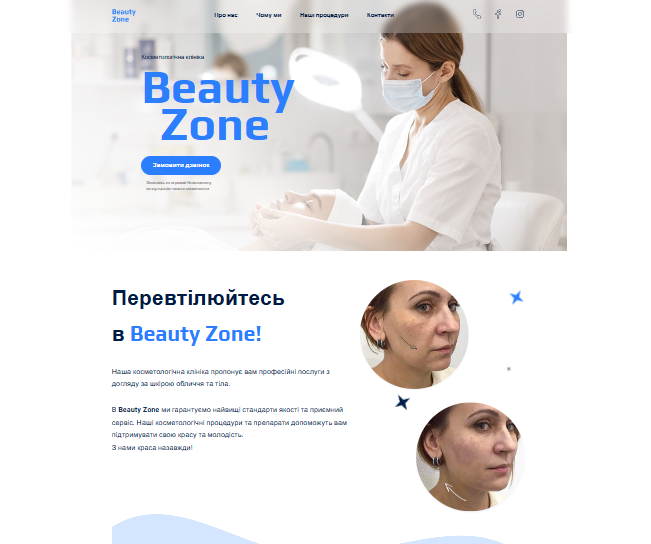 Beauty
Zone
Про нас
Чому ми
Наші процедури
Контакти
Косметологічна клініка
Beauty
Zone
Замовити дзвінок
Перевтілюйтесь
в Beauty Zone!
Наша косметологічна клініка пропонує вам професійні послуги з
догляду за шкірою обличчя та тіла.
В Beauty Zone ми гарантуємо найвищі стандарти якості та приємний
сервіс. Наші косметологічні процедури та препарати допоможуть вам
підтримувати свою красу та молодість.
З нами краса назавжди!